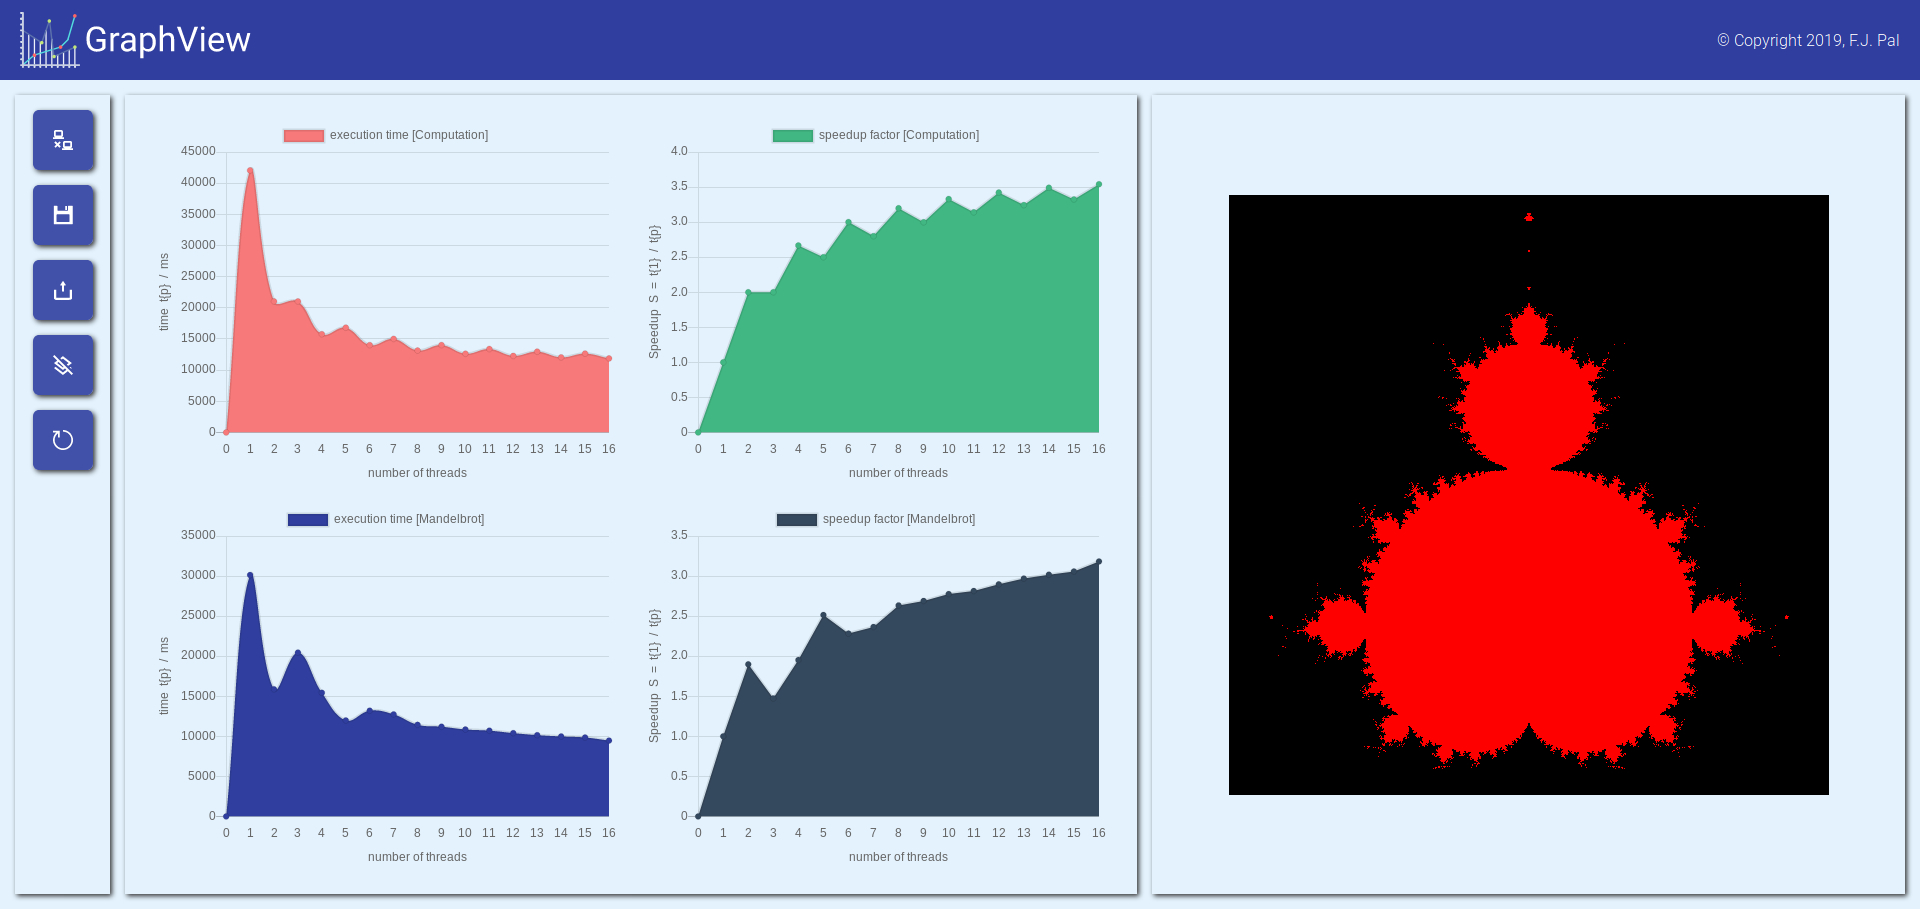 GraphView
© Copyright 2019, F.J. Pal
execution time [Computation]
45000
40000
35000
30000
25000
20000
15000
10000
5000
0
time t{p} / ms
0 1 2 3 4 5 6 7 8 9 10 11 12 13 14 15 16
number of threads
speedup factor [Computation]
4.0
3.5
3.0
2.5
2.0
1.5
1.0
0.5
0
Speedup S = t{1} / t{p}
0 1 2 3 4 5 6 7 8 9 10 11 12 13 14 15 16
number of threads
execution time [Mandelbrot]
35000
30000
25000
20000
15000
10000
5000
0
time t{p} / ms
0 1 2 3 4 5 6 7 8 9 10 11 12 13 14 15 16
number of threads
speedup factor [Mandelbrot]
3.5
3.0
2.5
2.0
1.5
1.0
0.5
0
Speedup S = t{1} / t{p}
0 1 2 3 4 5 6 7 8 9 10 11 12 13 14 15 16
number of threads